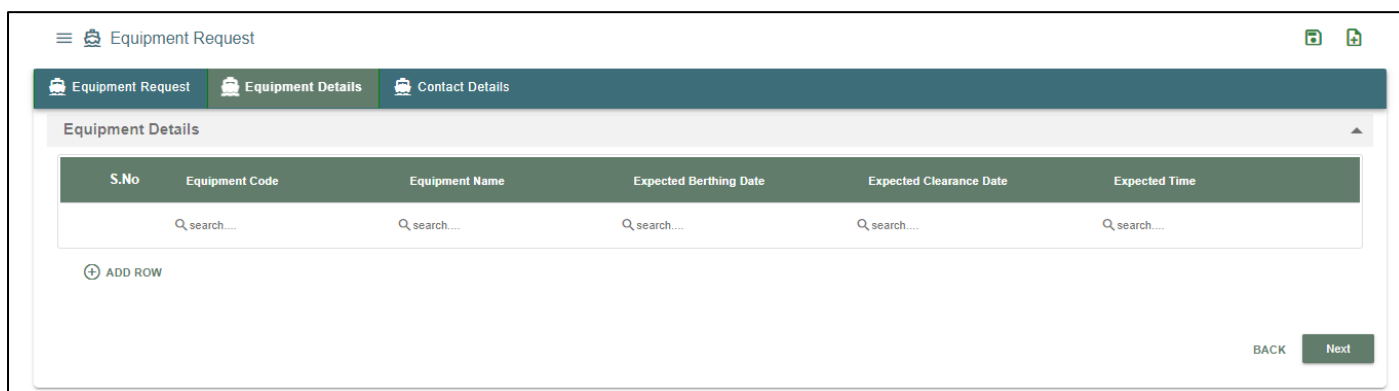 Equipment Request
Equipment Request Equipment Details Contact Details
Equipment Details
S.No Equipment Code Equipment Name Expected Berthing Date Expected Clearance Date Expected Time
search.... search.... search.... search.... search....
ADD ROW
BACK Next